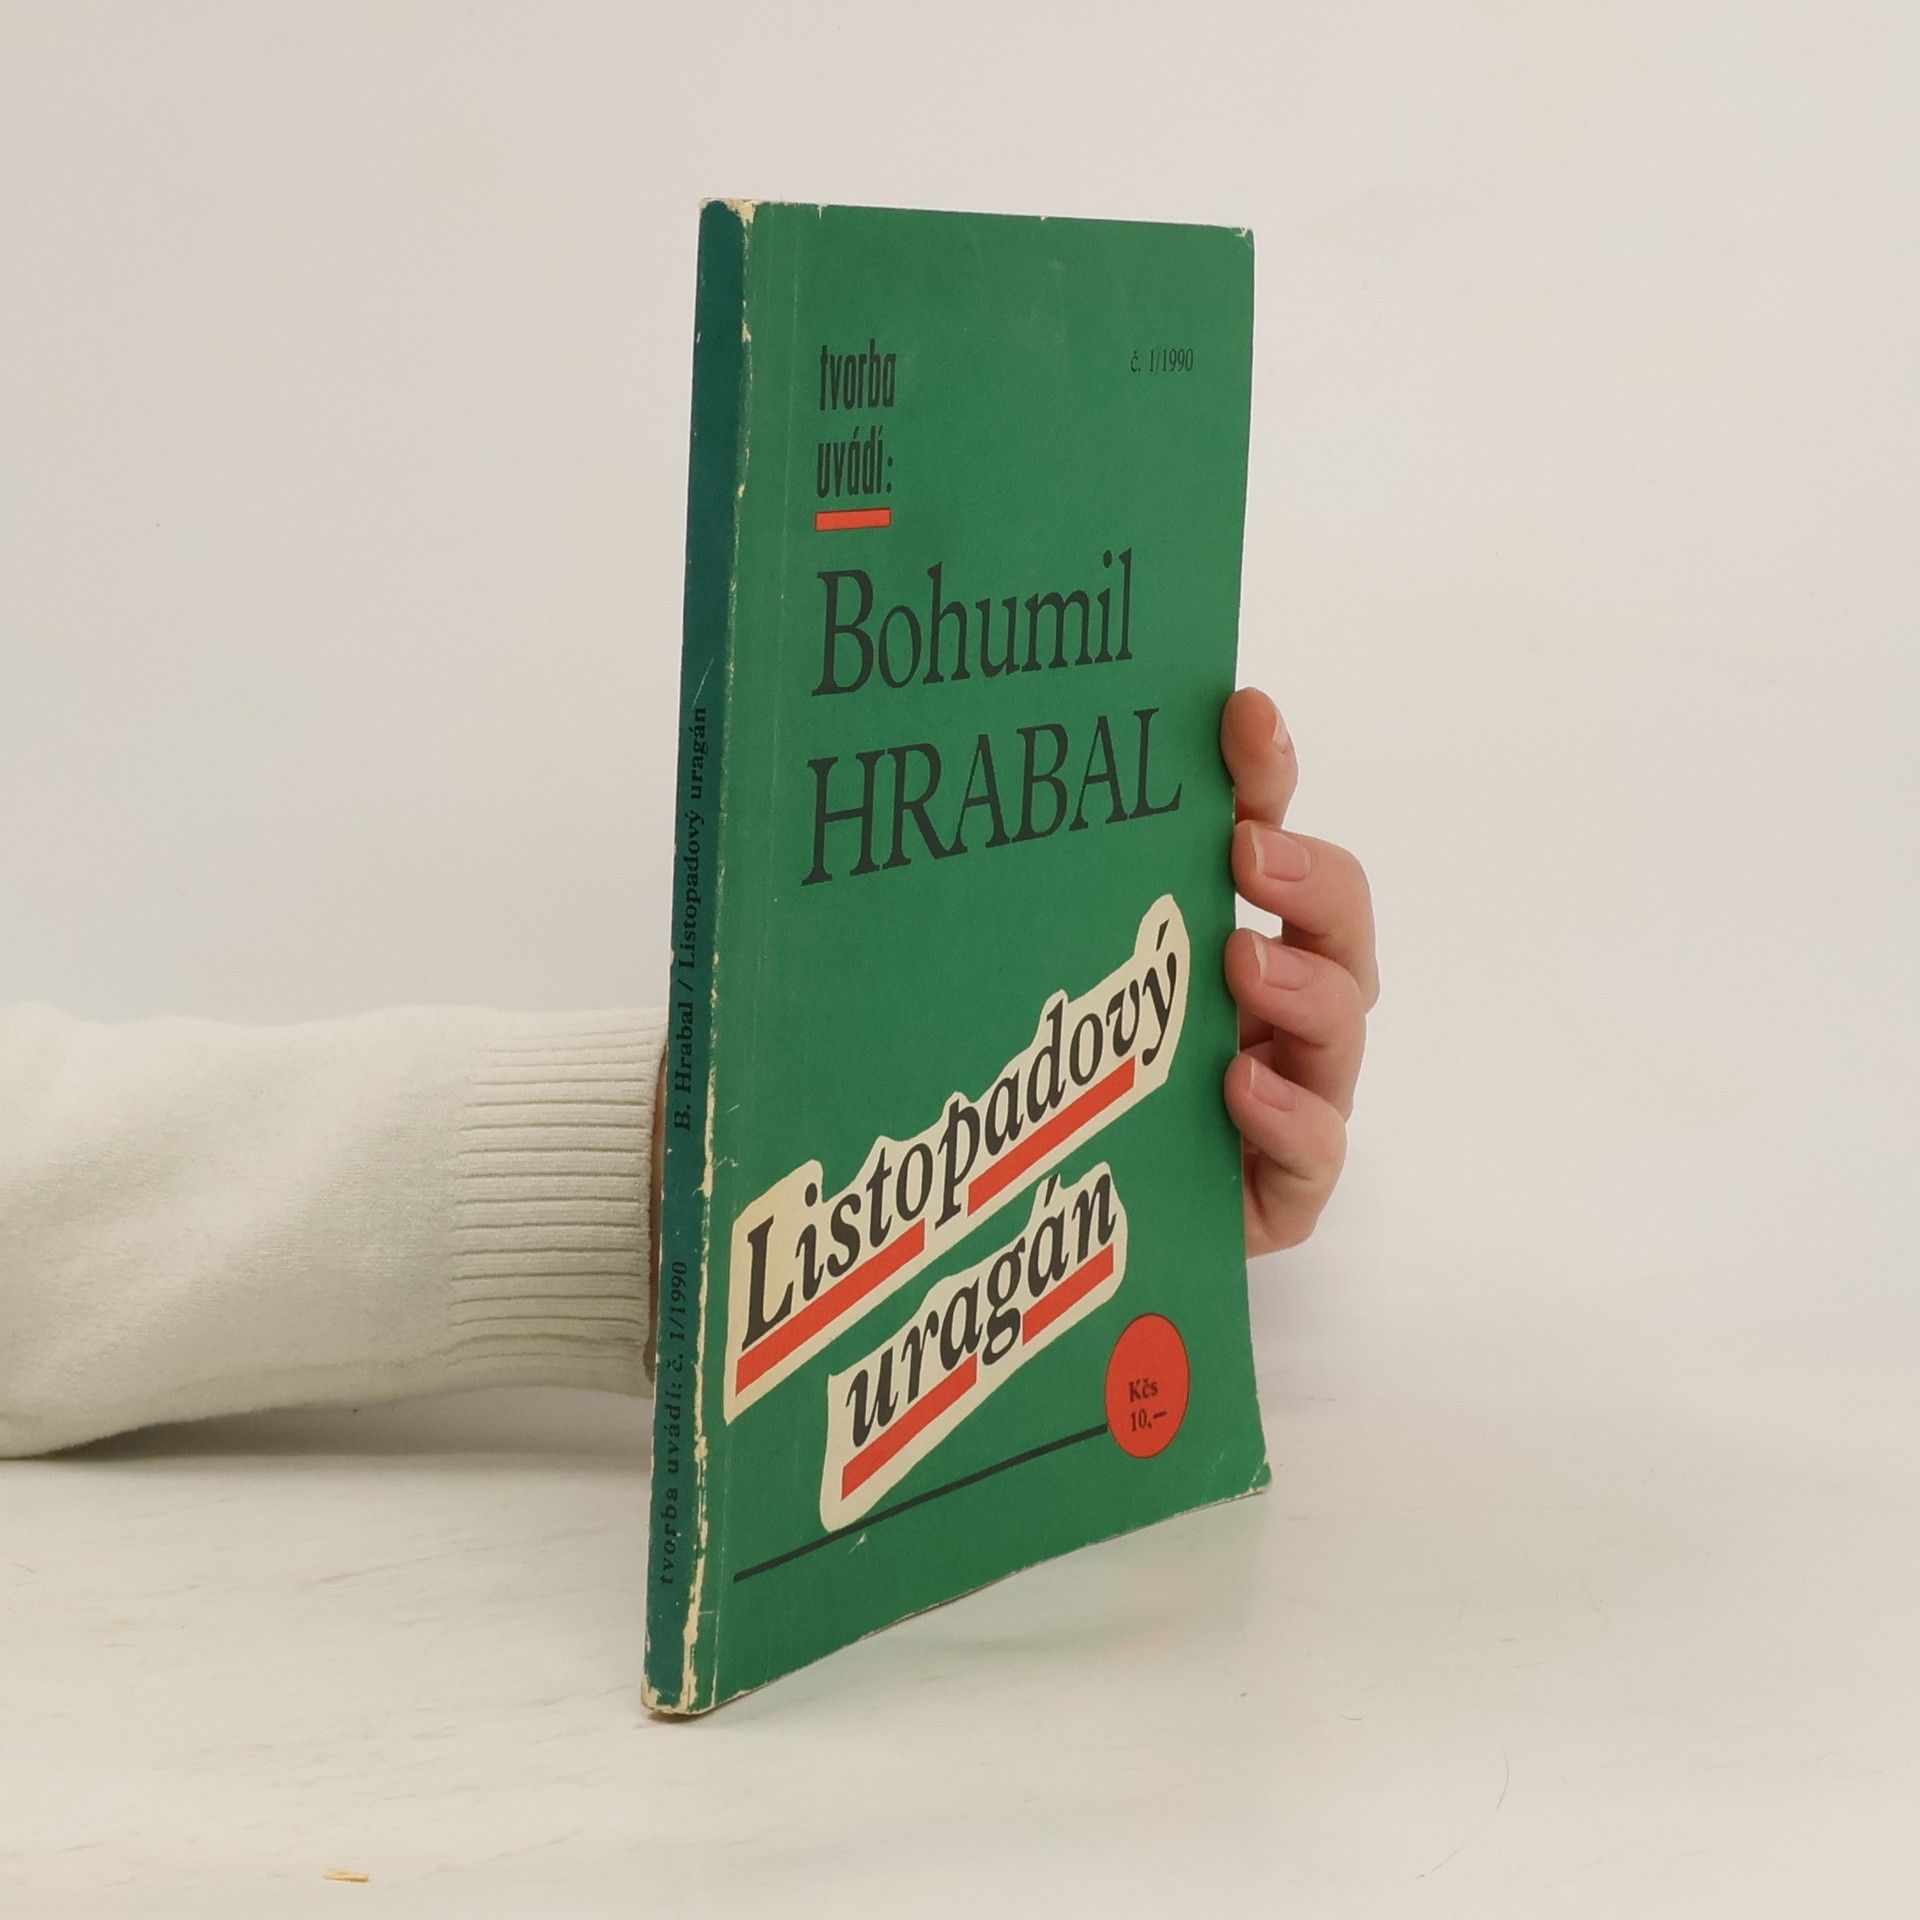 tvorba
uvádí:
č. 1/1990
Bohumil
HRABAL
Listopadový
uragán
Kčs
10,—
tvorba uvádí: č. 1/1990 B. Hrabal / Listopadový uragán